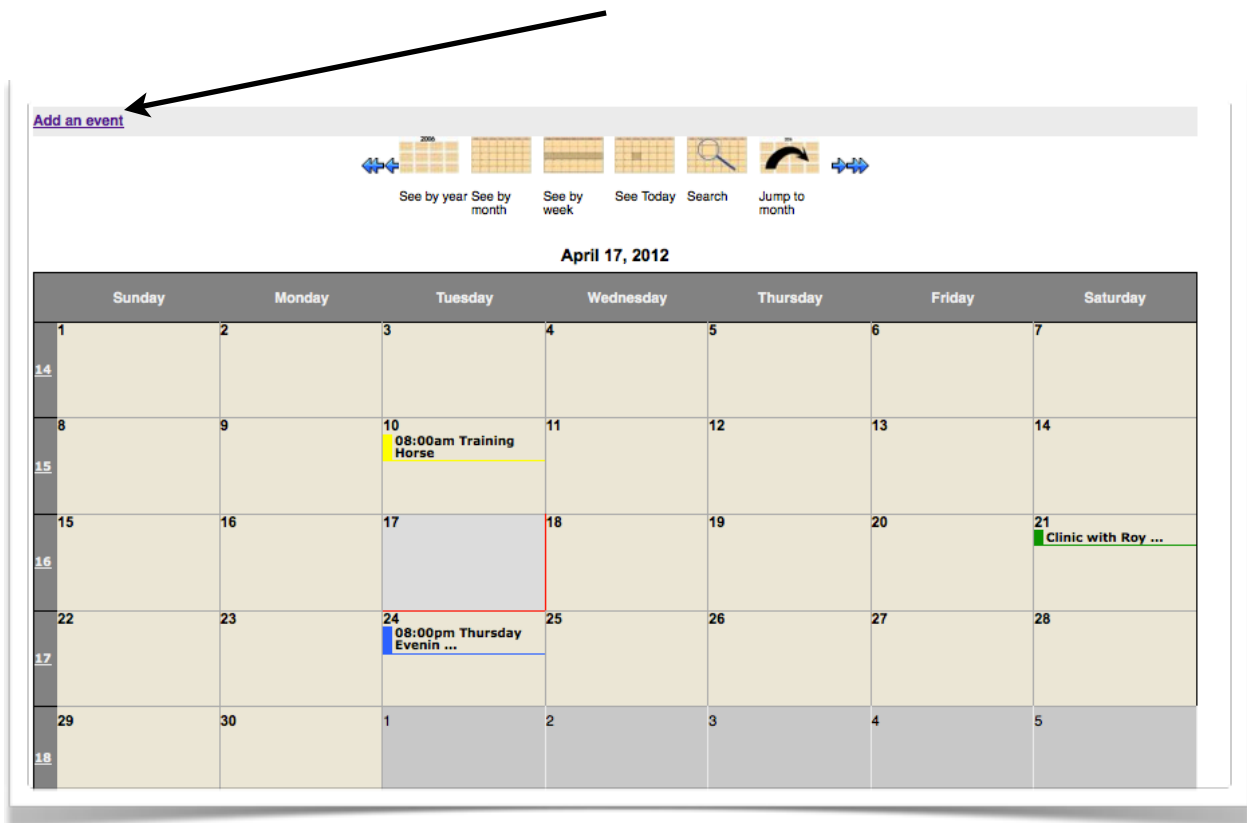 Add an event
2006
See by year See by month See by week See Today Search Jump to month
April 17, 2012
Sunday Monday Tuesday Wednesday Thursday Friday Saturday
14 1 2 3 4 5 6 7
15 8 9 10 11 12 13 14
08:00am Training
Horse
16 15 16 17 18 19 20 21
Clinic with Roy ...
17 22 23 24 25 26 27 28
08:00pm Thursday
Evenin ...
18 29 30 1 2 3 4 5